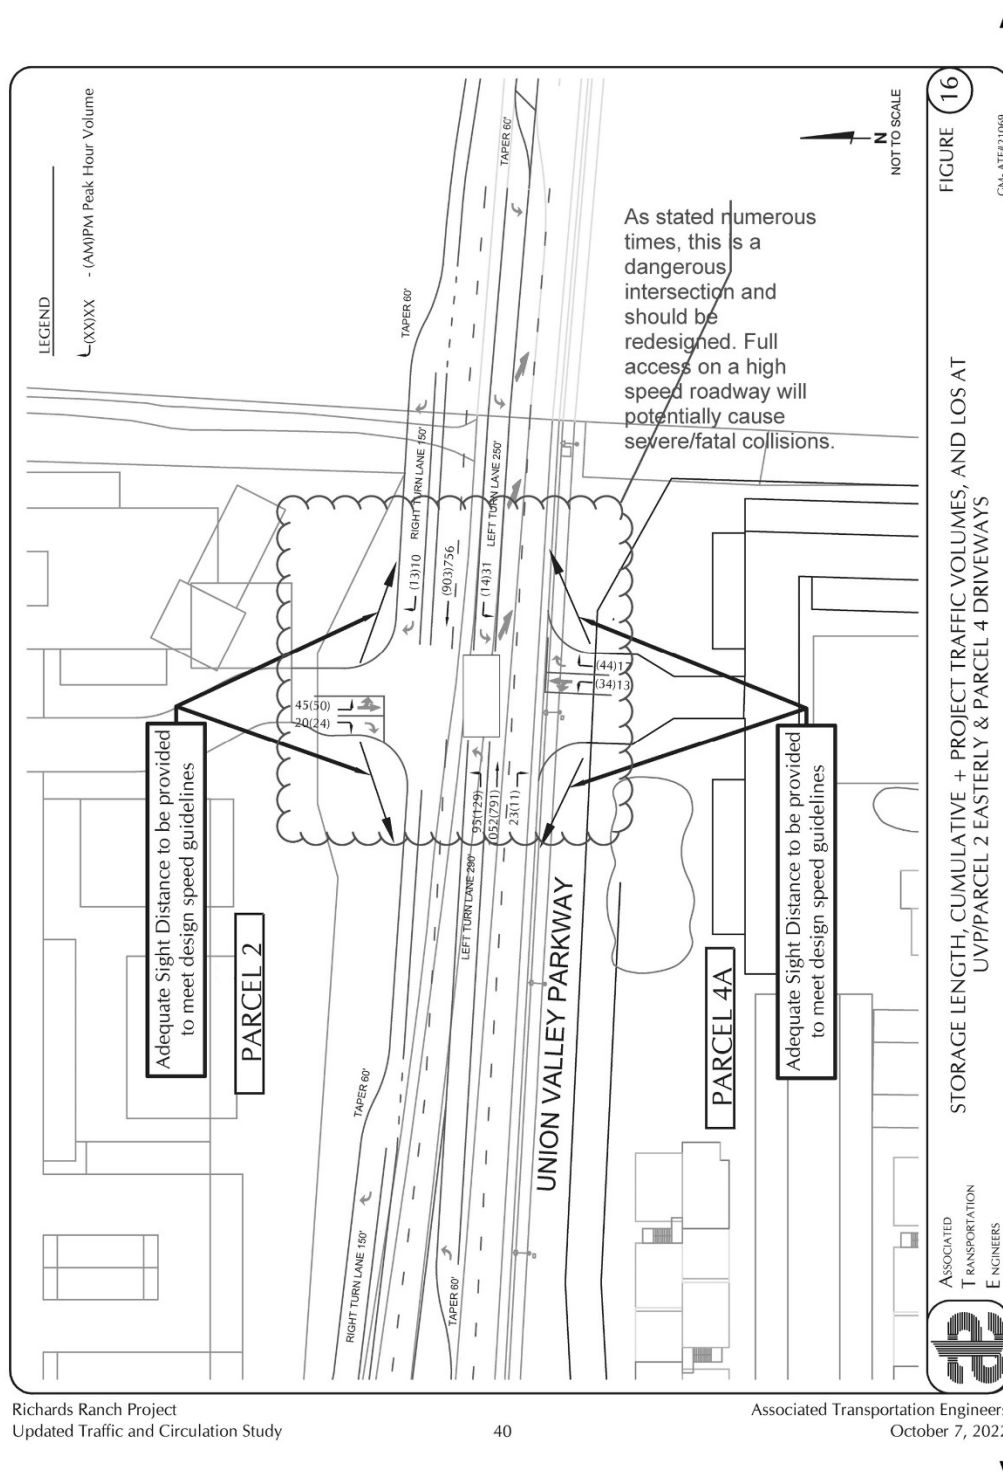 LEGEND
(XX)XX - (AM)PM Peak Hour Volume
TAPER 60'
TAPER 60'
N
NOT TO SCALE
As stated numerous
times, this is a
dangerous
intersection and
should be
redesigned. Full
access on a high
speed roadway will
potentially cause
severe/fatal collisions.
RIGHT TURN LANE 150'
LEFT TURN LANE 250'
(13)10
(903)756
(14)31
(44)17
(34)13
45(50)
20(24)
95(129)
052(791)
23(11)
LEFT TURN LANE 290'
Adequate Sight Distance to be provided
to meet design speed guidelines
PARCEL 2
UNION VALLEY PARKWAY
PARCEL 4A
Adequate Sight Distance to be provided
to meet design speed guidelines
TAPER 60'
RIGHT TURN LANE 150'
TAPER 60'
FIGURE 16
STORAGE LENGTH, CUMULATIVE + PROJECT TRAFFIC VOLUMES, AND LOS AT
UVP/PARCEL 2 EASTERLY & PARCEL 4 DRIVEWAYS
ASSOCIATED
TRANSPORTATION
ENGINEERS
Richards Ranch Project
Updated Traffic and Circulation Study
40
Associated Transportation Engineers
October 7, 2022